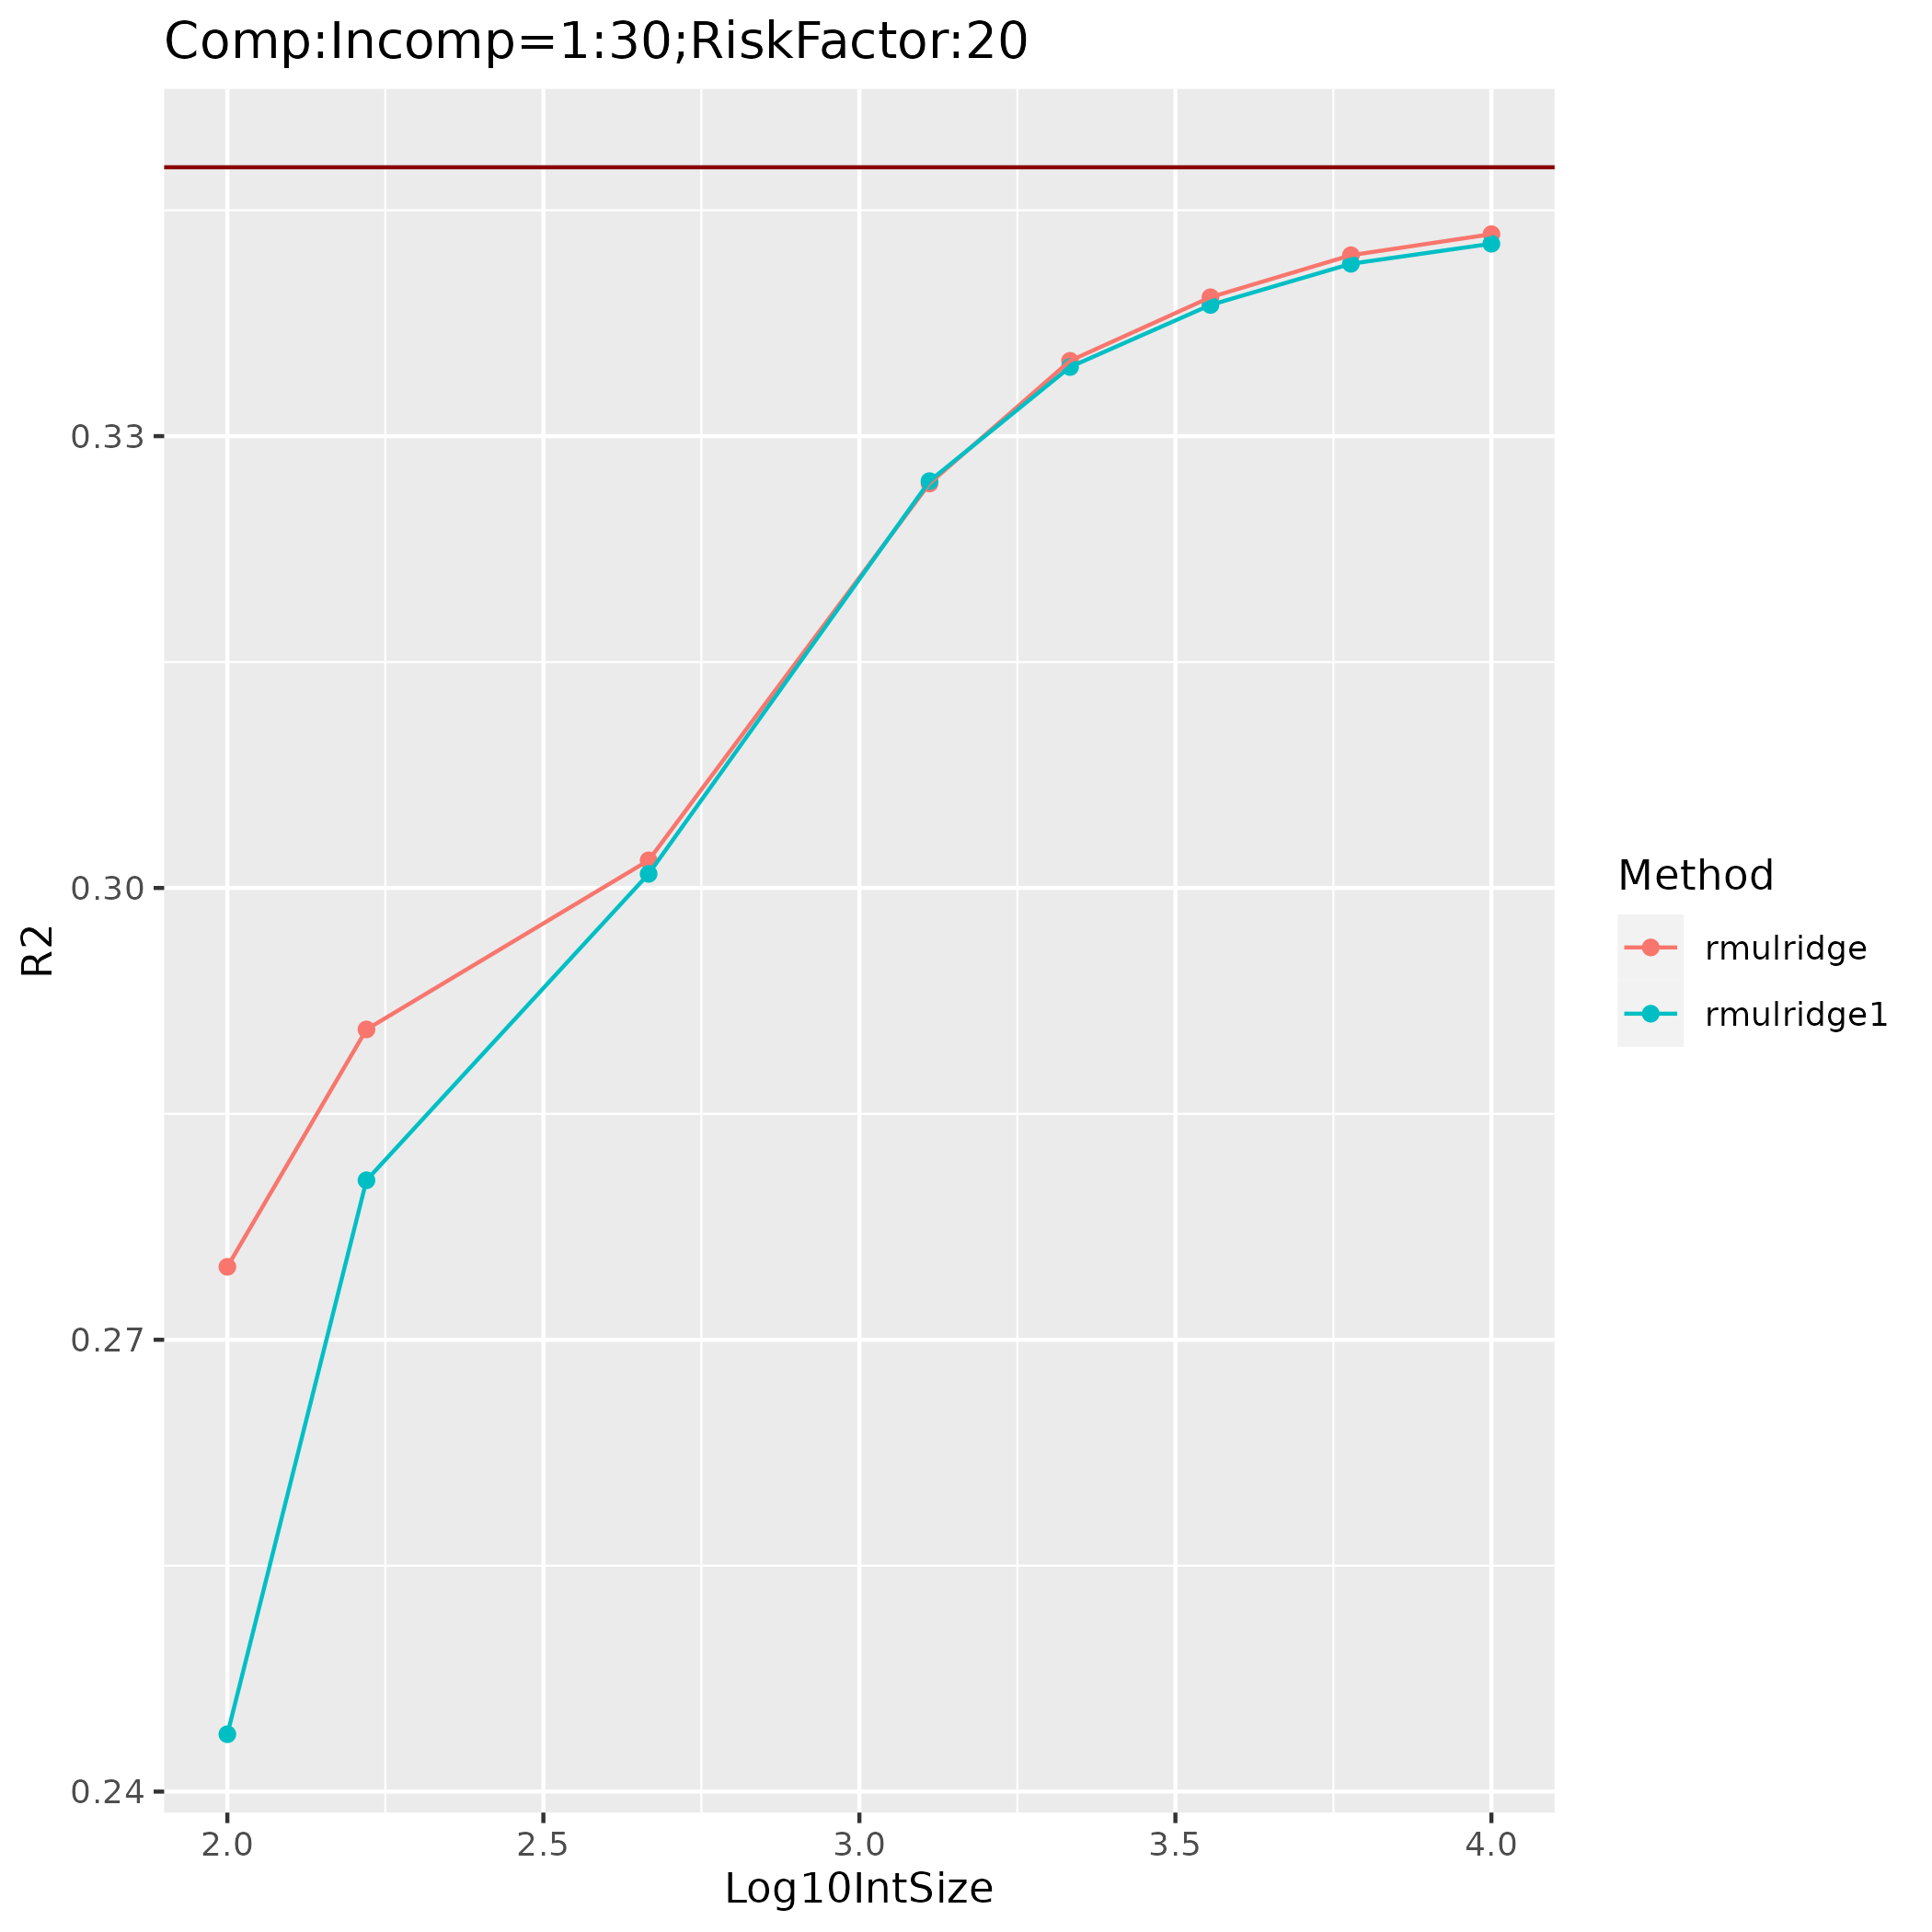 Comp:Incomp=1:30;RiskFactor:20
R2
0.33
0.30
0.27
0.24
2.0 2.5 3.0 3.5 4.0
Log10IntSize
Method
rmulridge
rmulridge1